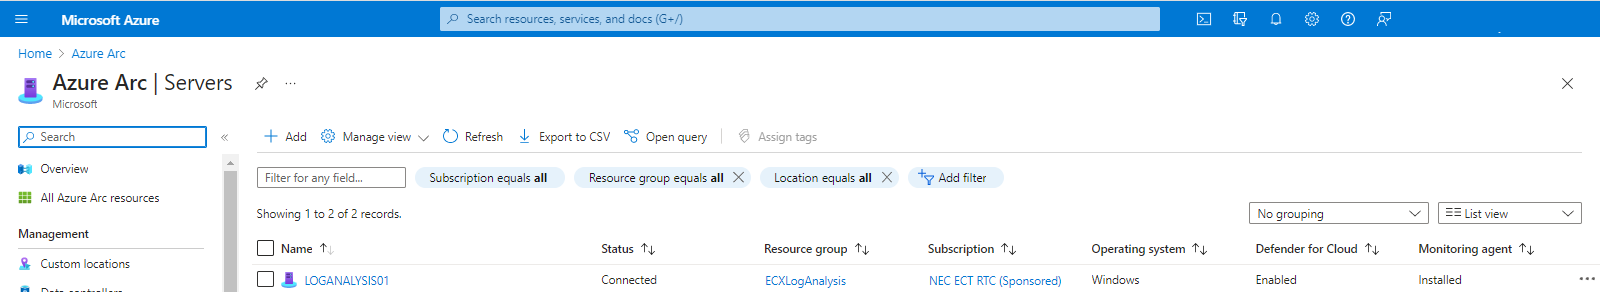 Microsoft Azure
Search resources, services, and docs (G+/)
Home > Azure Arc
Azure Arc | Servers
Microsoft
Search
Overview
All Azure Arc resources
Management
Custom locations
Data controllers
Add Manage view Refresh Export to CSV Open query Assign tags
Filter for any field... Subscription equals all Resource group equals all Location equals all Add filter
Showing 1 to 2 of 2 records.
No grouping List view
Name Status Resource group Subscription Operating system Defender for Cloud Monitoring agent
LOGANALYSIS01 Connected ECXLogAnalysis NEC ECT RTC (Sponsored) Windows Enabled Installed